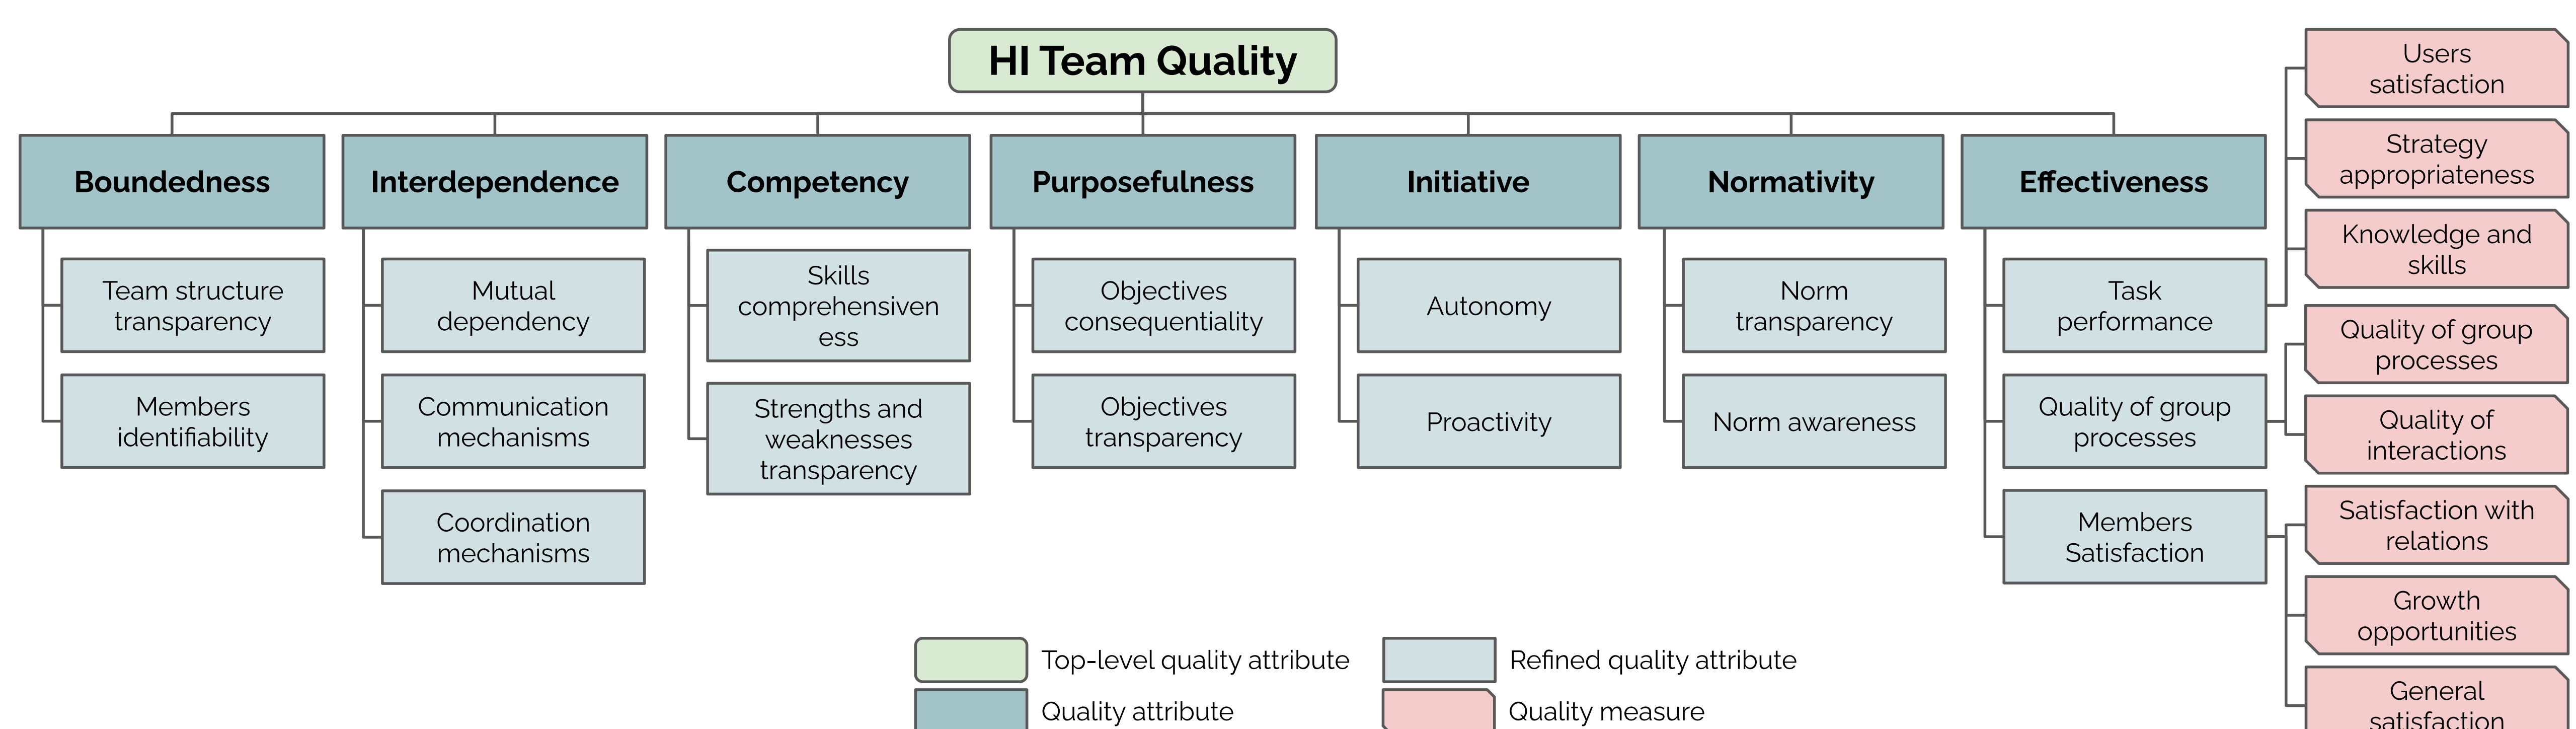 HI Team Quality
Boundedness
Team structure
transparency
Members
identifiability
Interdependence
Mutual
dependency
Communication
mechanisms
Coordination
mechanisms
Competency
Skills
comprehensiven
ess
Strengths and
weaknesses
transparency
Purposefulness
Objectives
consequentiality
Objectives
transparency
Initiative
Autonomy
Proactivity
Normativity
Norm
transparency
Norm awareness
Effectiveness
Task
performance
Quality of group
processes
Members
Satisfaction
Users
satisfaction
Strategy
appropriateness
Knowledge and
skills
Quality of group
processes
Quality of
interactions
Satisfaction with
relations
Growth
opportunities
General
satisfaction
Top-level quality attribute
Refined quality attribute
Quality attribute
Quality measure